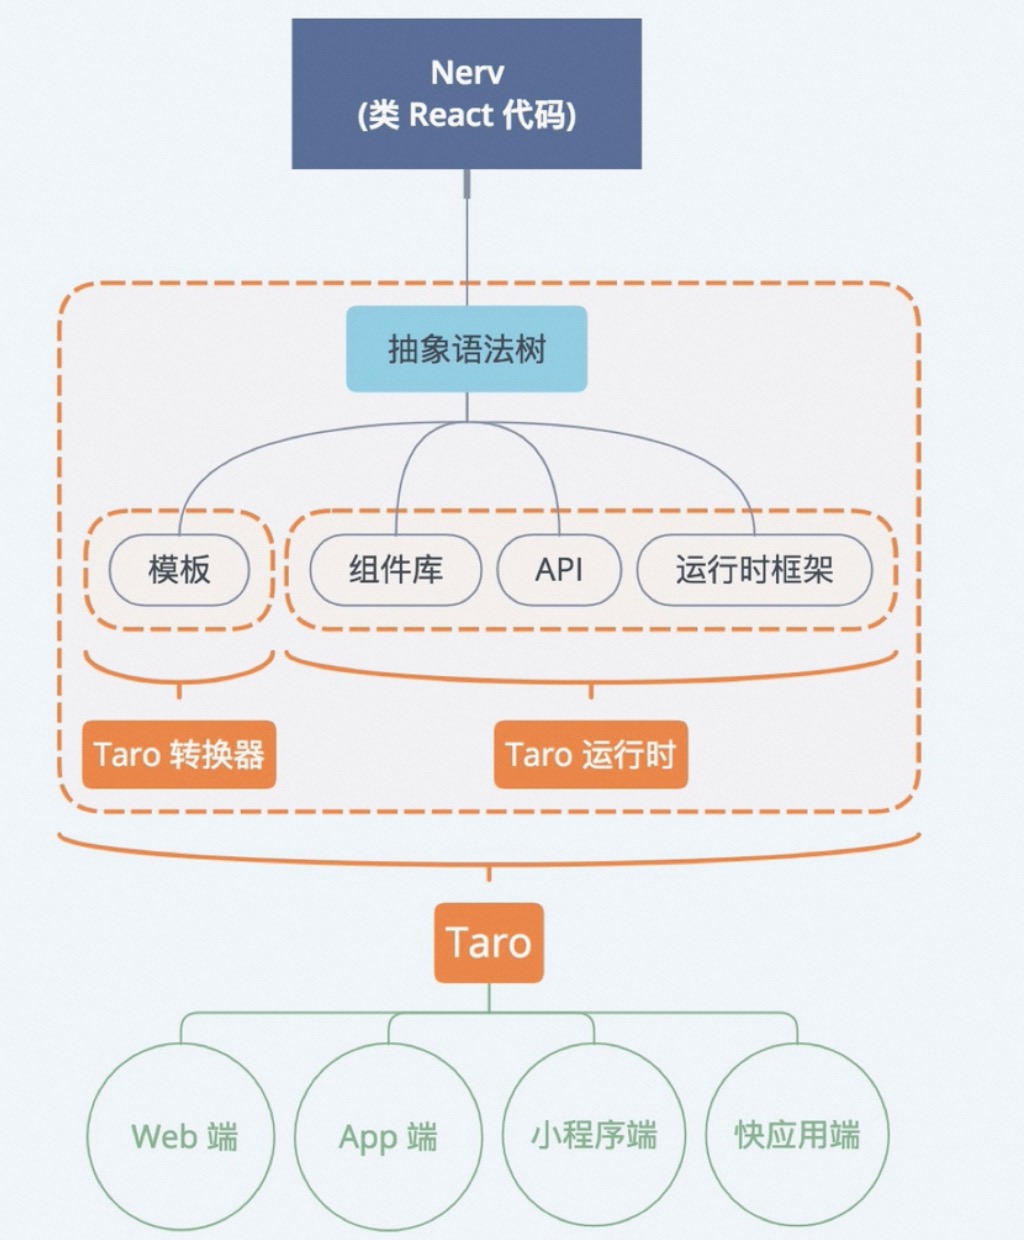 Nerv
(类 React 代码)
抽象语法树
模板
组件库
API
运行时框架
Taro 转换器
Taro 运行时
Taro
Web 端
App 端
小程序端
快应用端